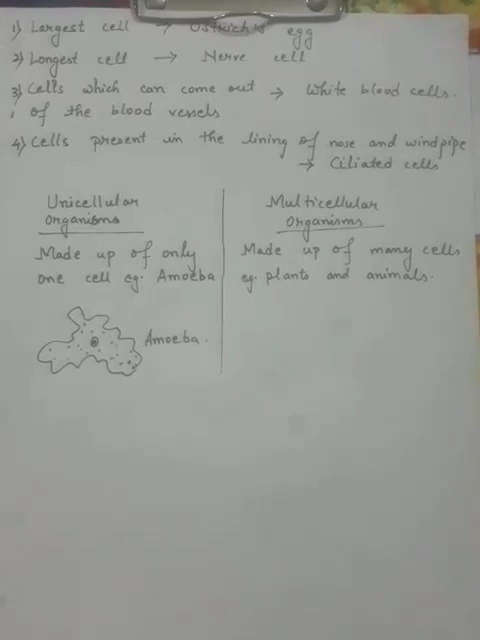 1) Largest cell → Ostrich's egg
2) Longest cell → Nerve cell
3) Cells which can come out → White blood cells.
of the blood vessels
4) Cells present in the lining of nose and windpipe
→ Ciliated cells
Unicellular
Organisms
Made up of only
one cell eg. Amoeba
Amoeba.
Multicellular
Organisms
Made up of many cells
eg. plants and animals.